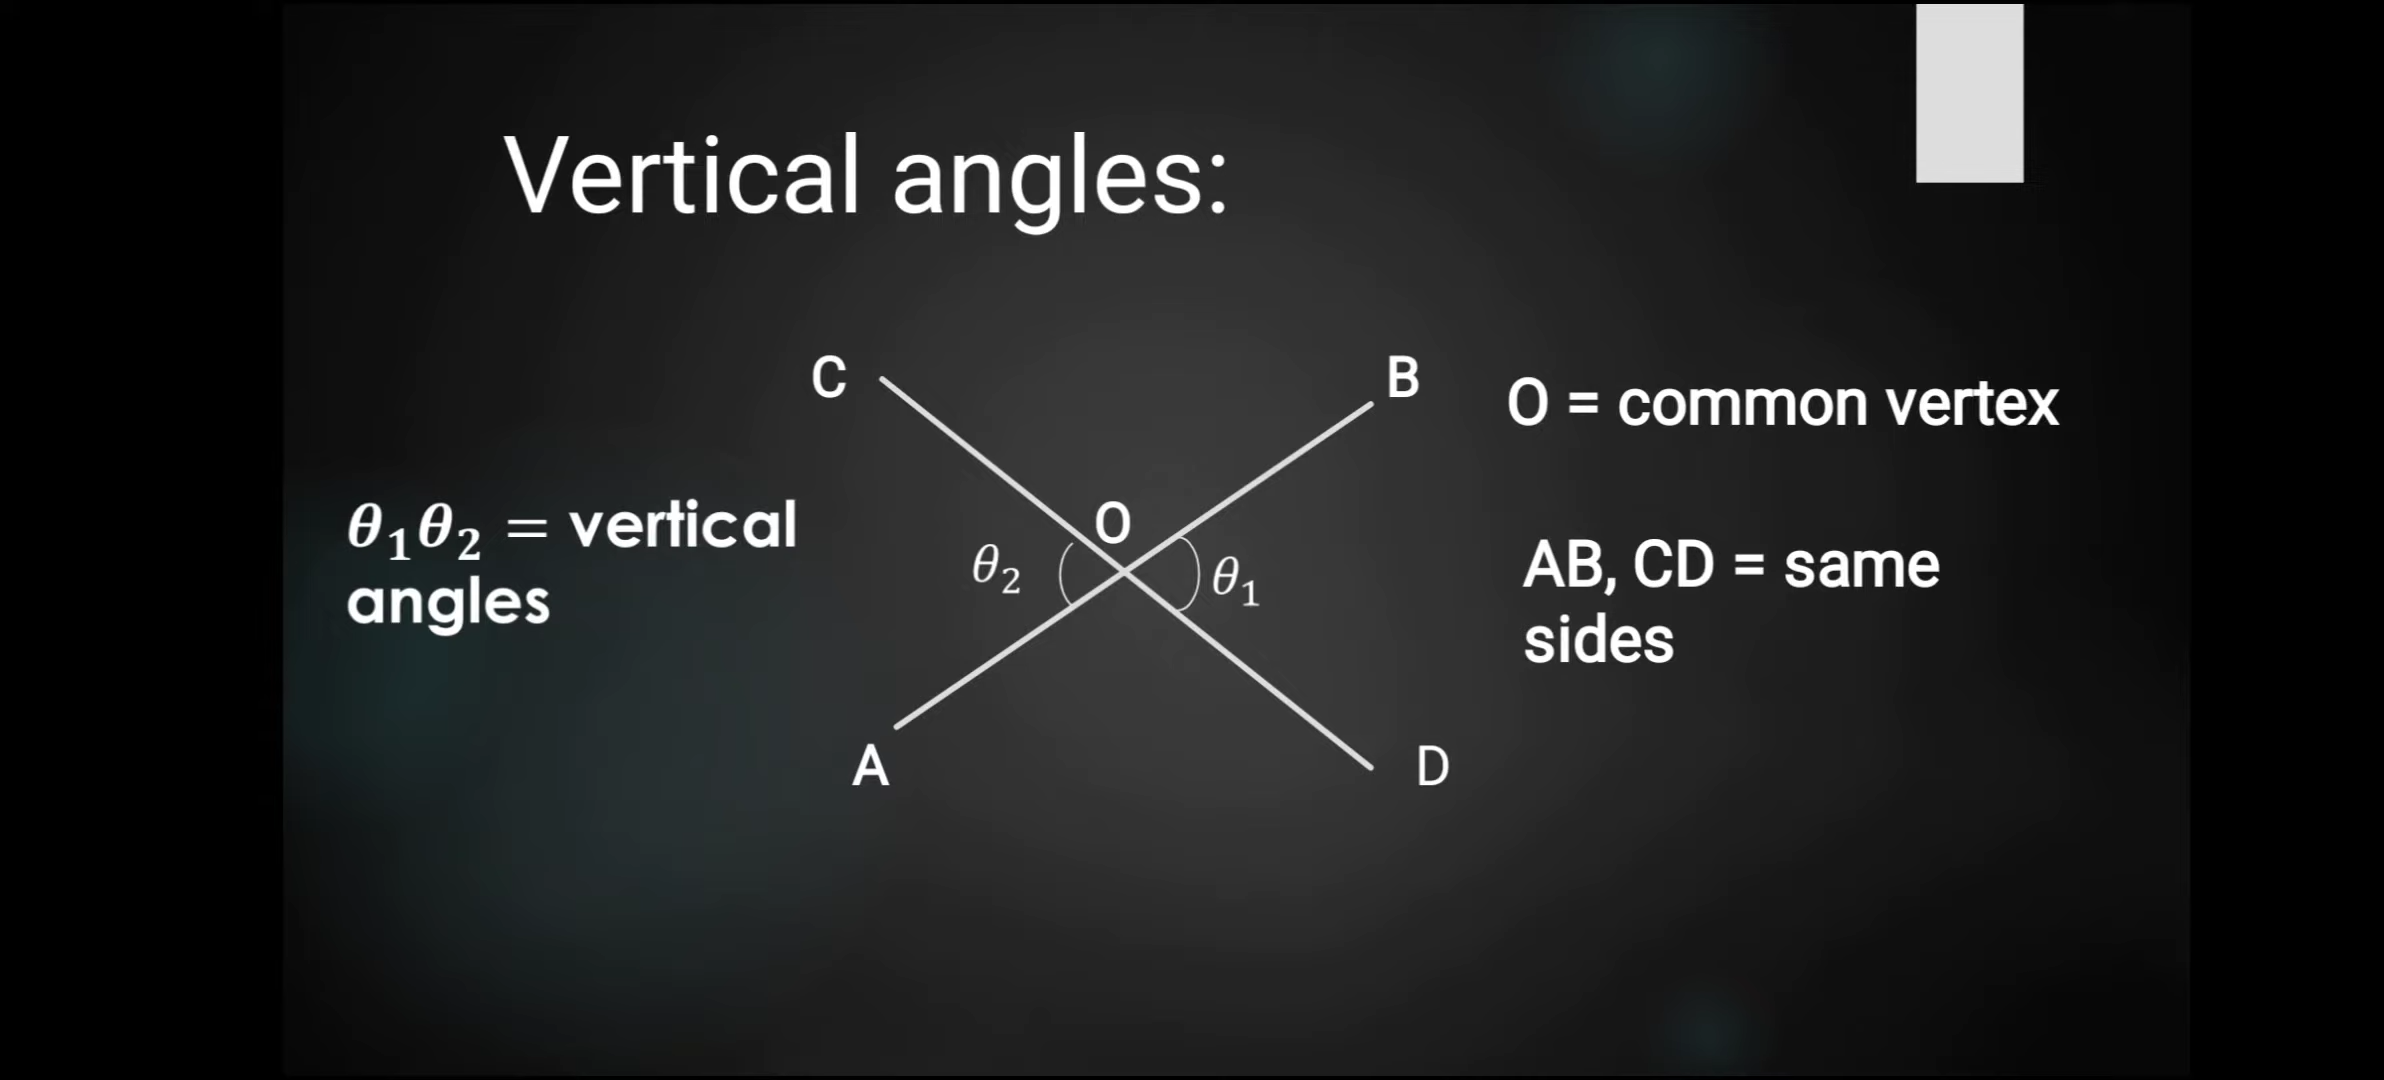 Vertical angles:
C
B
O = common vertex
θ₁θ₂ = vertical
angles
O
θ₂
θ₁
AB, CD = same
sides
A
D